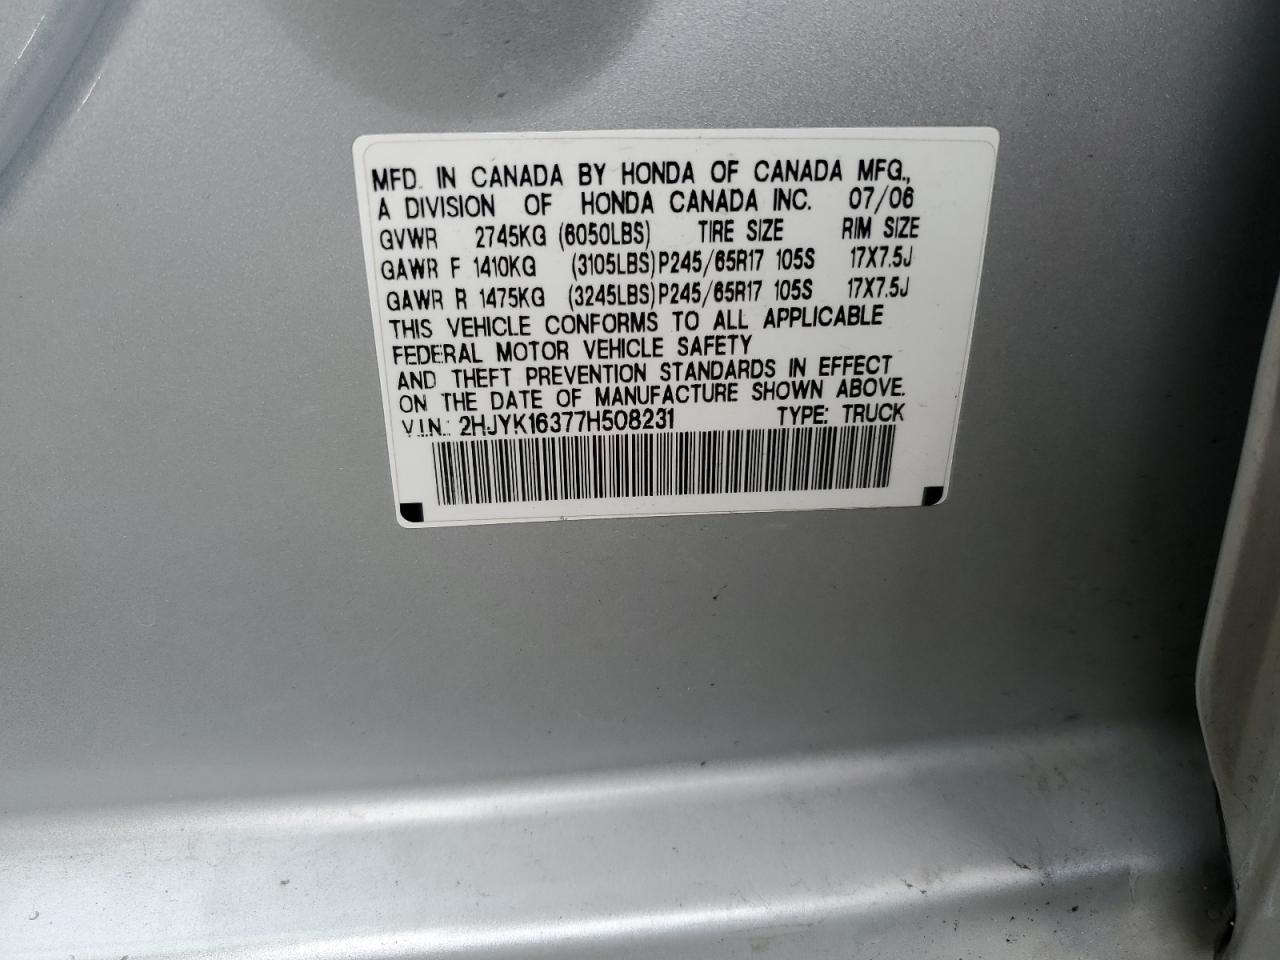 MFD. IN CANADA BY HONDA OF CANADA MFG.,
A DIVISION OF HONDA CANADA INC. 07/06
GVWR 2745KG (6050LBS) TIRE SIZE RIM SIZE
GAWR F 1410KG (3105LBS) P245/65R17 105S 17X7.5J
GAWR R 1475KG (3245LBS) P245/65R17 105S 17X7.5J
THIS VEHICLE CONFORMS TO ALL APPLICABLE
FEDERAL MOTOR VEHICLE SAFETY
AND THEFT PREVENTION STANDARDS IN EFFECT
ON THE DATE OF MANUFACTURE SHOWN ABOVE.
V.I.N.: 2HJYK16377H508231 TYPE: TRUCK